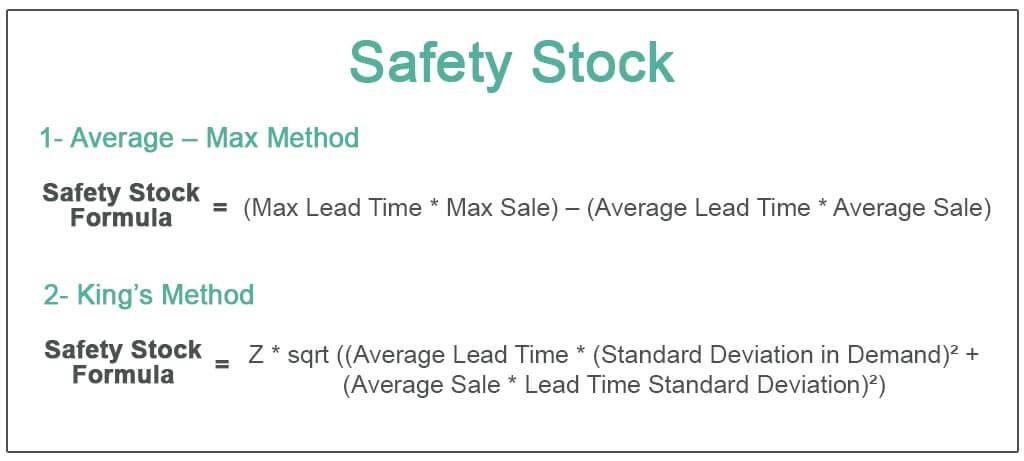 Safety Stock
1- Average – Max Method
Safety Stock
Formula = (Max Lead Time * Max Sale) – (Average Lead Time * Average Sale)
2- King’s Method
Safety Stock
Formula = Z * sqrt ((Average Lead Time * (Standard Deviation in Demand)² +
(Average Sale * Lead Time Standard Deviation)²)